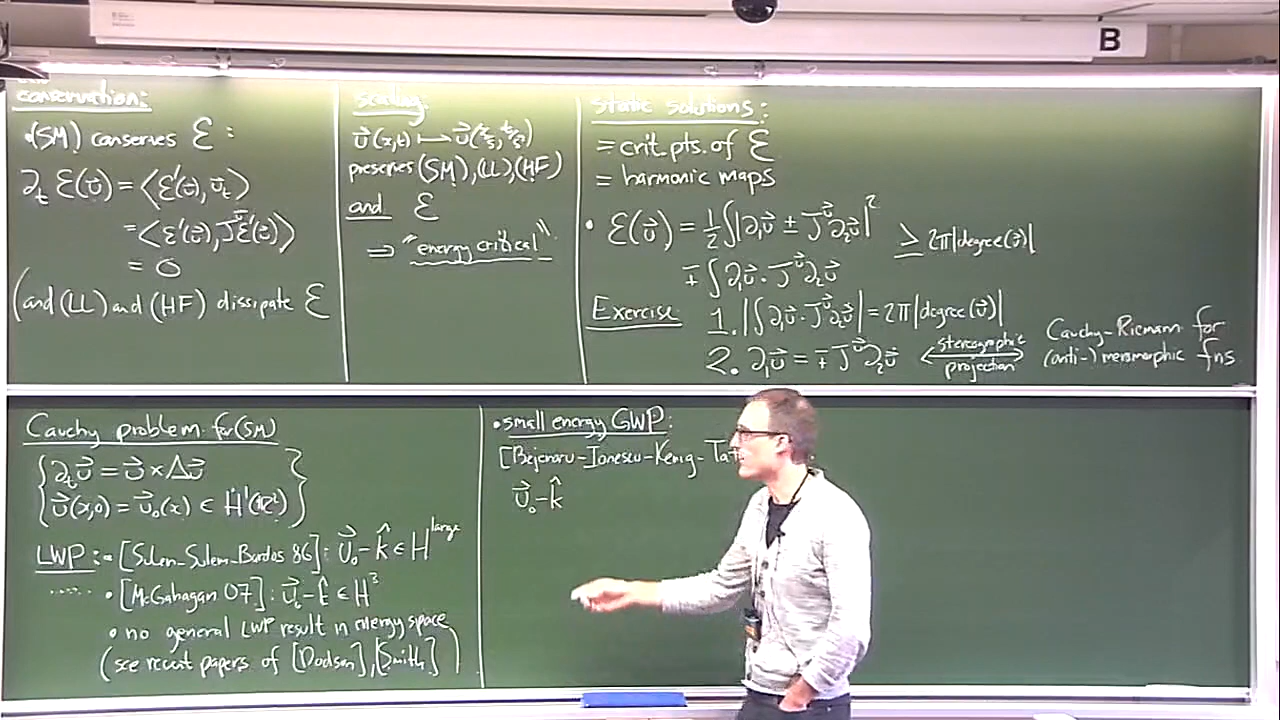 B
conservation:
• (SM) conserves ℰ :
∂ₜ ℰ(u⃗) = ⟨ℰ'(u⃗), u⃗ₜ⟩
= ⟨ℰ'(u⃗), J^u⃗ ℰ'(u⃗)⟩
= 0
(and (LL) and (HF) dissipate ℰ
scaling:
u⃗(x,t) ⟼ u⃗(x/s, t/s²)
preserves (SM), (LL), (HF)
and ℰ
⇒ "energy critical".
static solutions:
= crit. pts. of ℰ
= harmonic maps
• ℰ(u⃗) = ½∫|∂₁u⃗ ± J^u⃗ ∂₂u⃗|²
≥ 2π|degree(u⃗)|
∓ ∫ ∂₁u⃗ · J^u⃗ ∂₂u⃗
Exercise 1. |∫ ∂₁u⃗ · J^u⃗ ∂₂u⃗| = 2π|degree(u⃗)|
2. ∂₁u⃗ = ∓ J^u⃗ ∂₂u⃗ ⟷ stereographic projection
Cauchy-Riemann for
(anti-) meromorphic fns
Cauchy problem for (SM)
{ ∂ₜu⃗ = u⃗ × Δu⃗
u⃗(x,0) = u⃗₀(x) ∈ Ḣ¹(ℝ²) }
LWP: • [Sulem-Sulem-Bardos 86]: u⃗₀ - k̂ ∈ H^large
..... • [McGahagan 07]: u⃗₀ - k̂ ∈ H³
• no general LWP result in energy space
(see recent papers of [Dodson], [Smith])
• small energy GWP:
[Bejenaru-Ionescu-Kenig-Tat
u⃗₀ - k̂